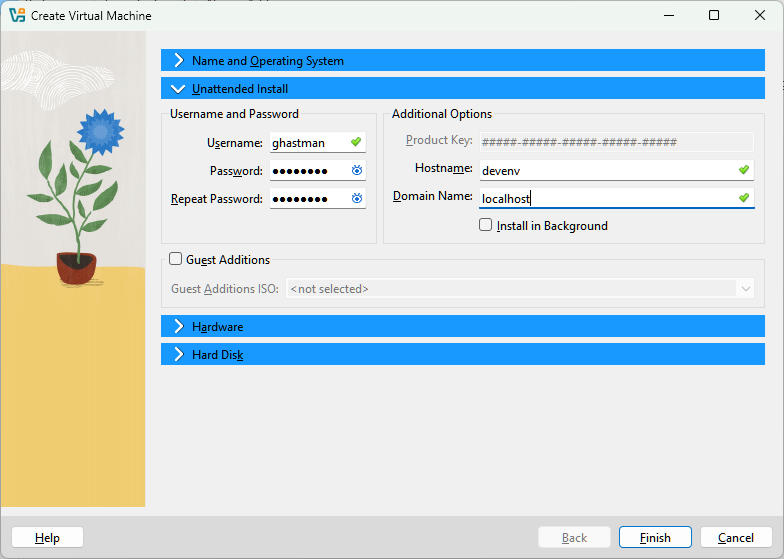 Create Virtual Machine
Name and Operating System
Unattended Install
Username and Password
Username: ghastman
Password: ●●●●●●●●
Repeat Password: ●●●●●●●●
Additional Options
Product Key: #####-#####-#####-#####-#####
Hostname: devenv
Domain Name: localhost
Install in Background
Guest Additions
Guest Additions ISO: <not selected>
Hardware
Hard Disk
Help
Back
Finish
Cancel